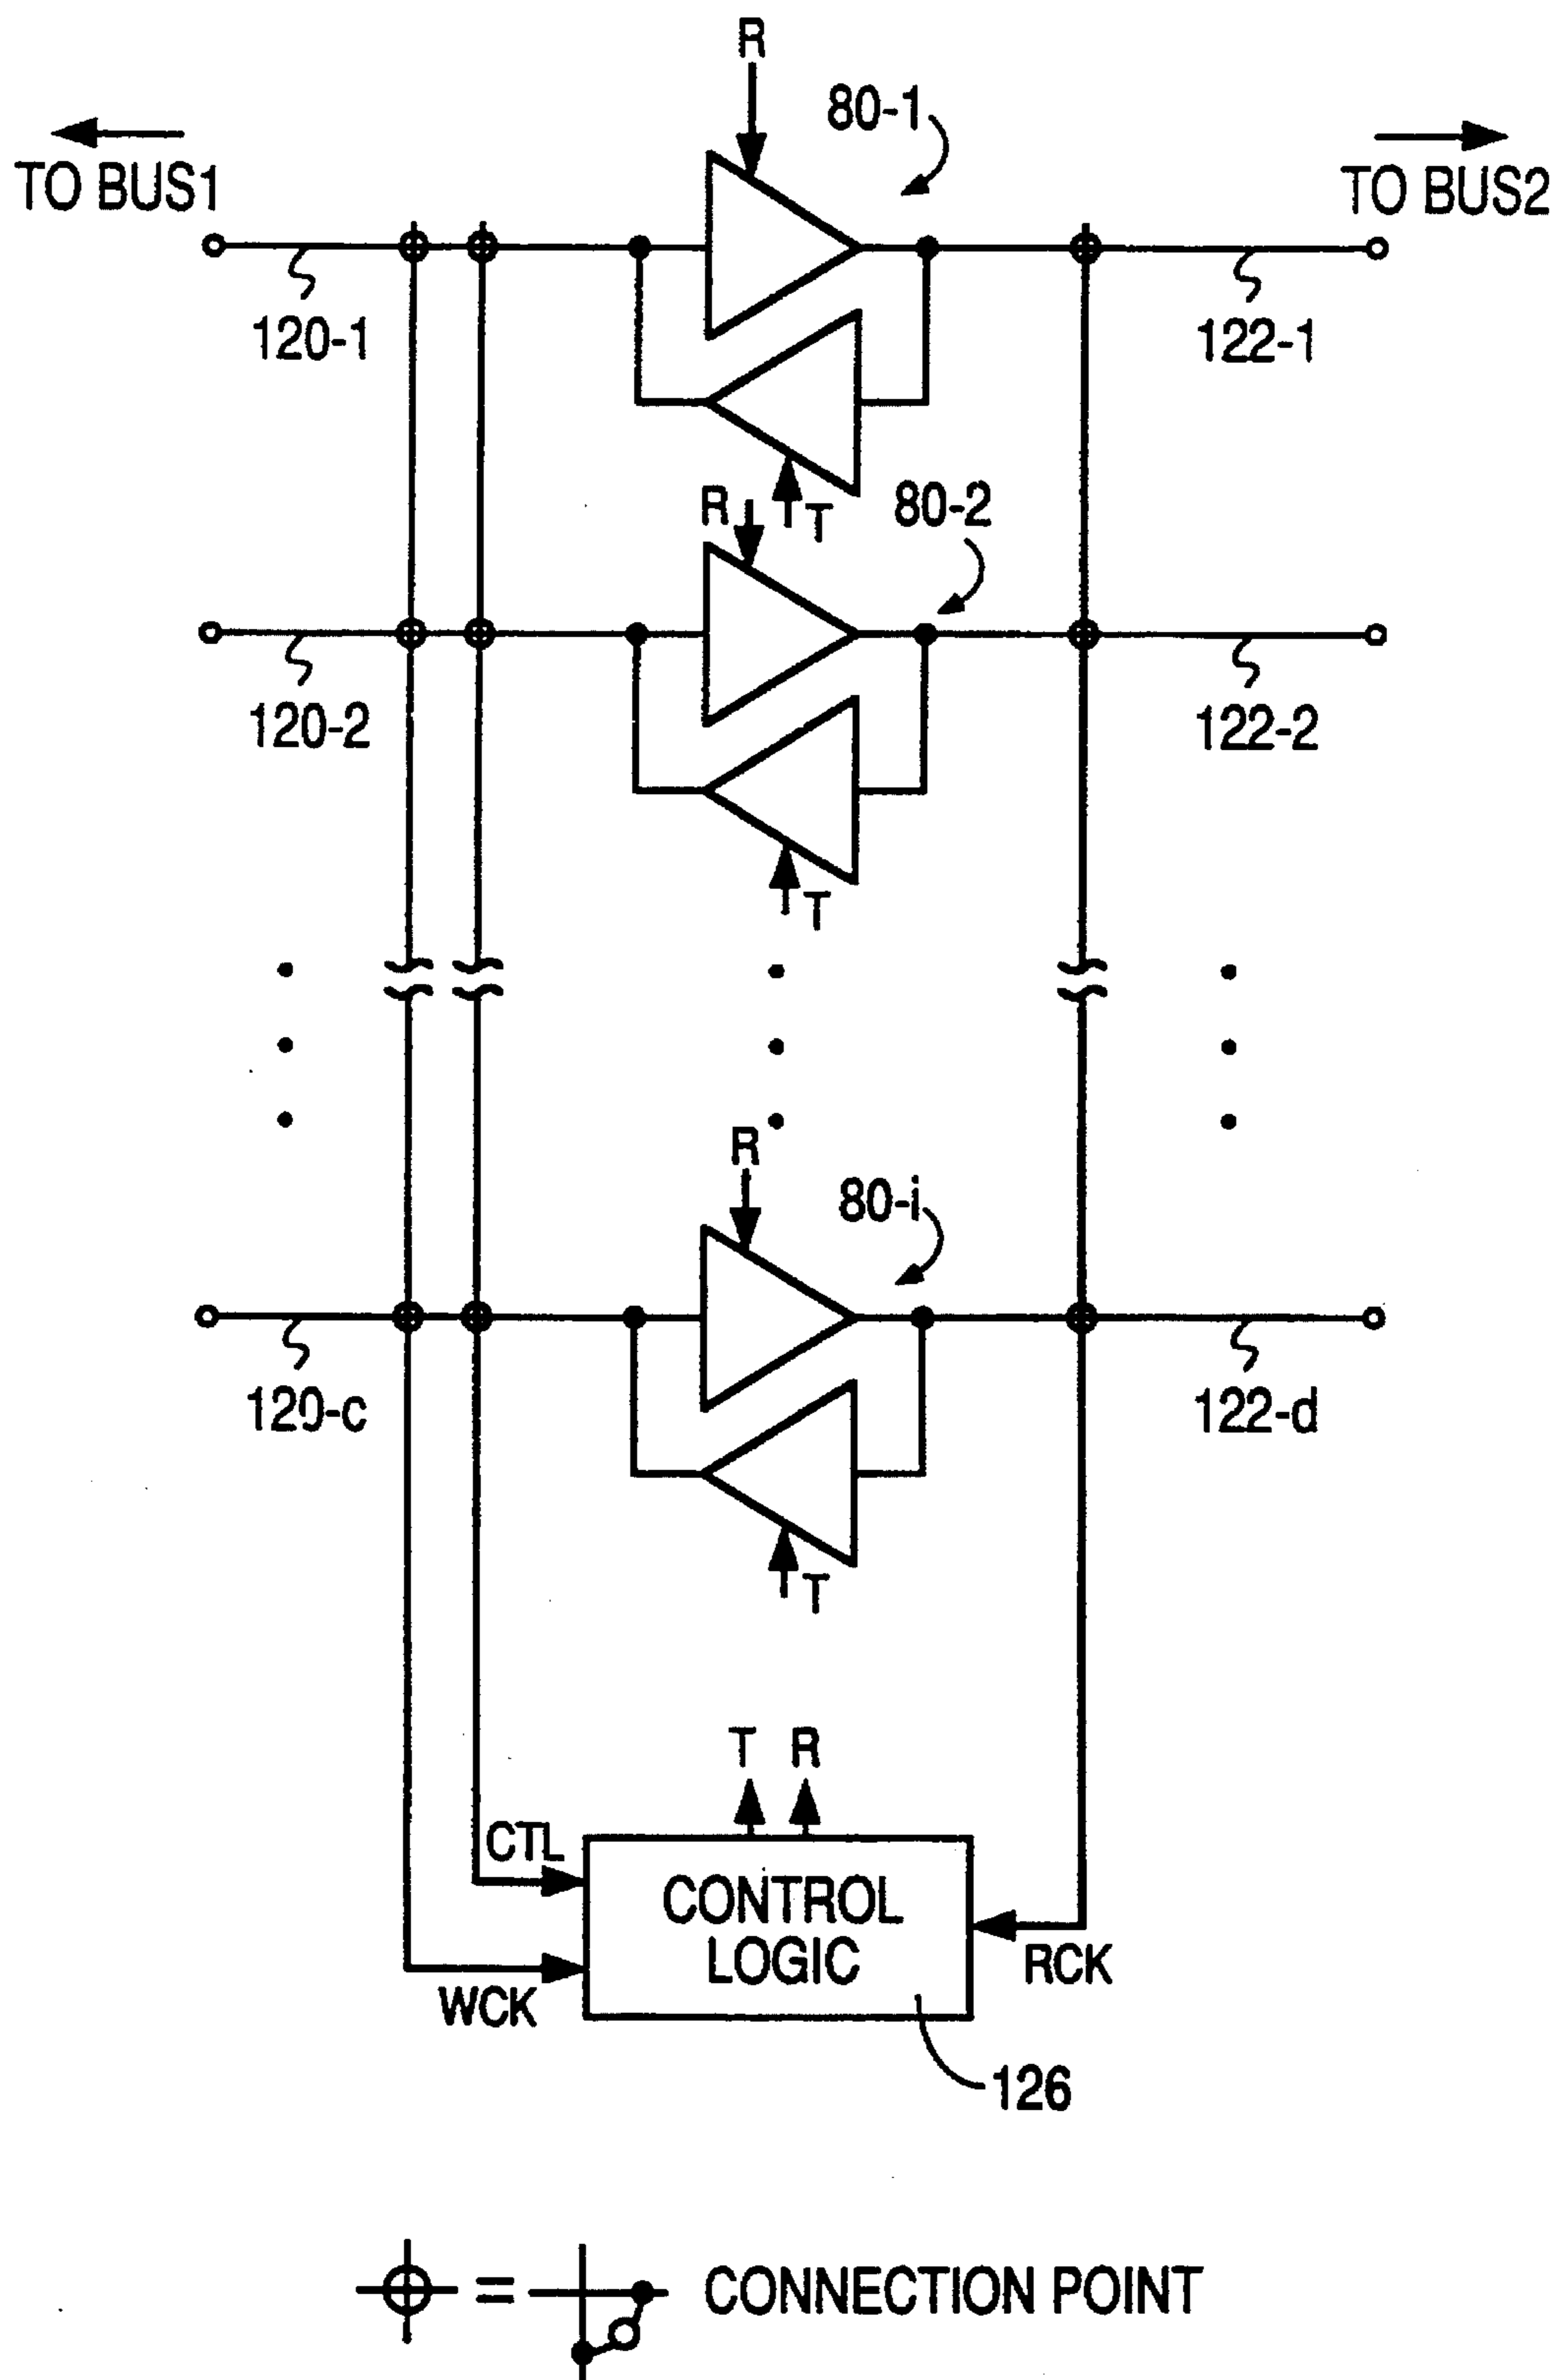 R
80-1
TO BUS1
TO BUS2
120-1
122-1
R
T
80-2
120-2
122-2
T
R
80-i
120-c
122-d
T
T R
CTL
CONTROL
LOGIC
WCK
RCK
126
= CONNECTION POINT